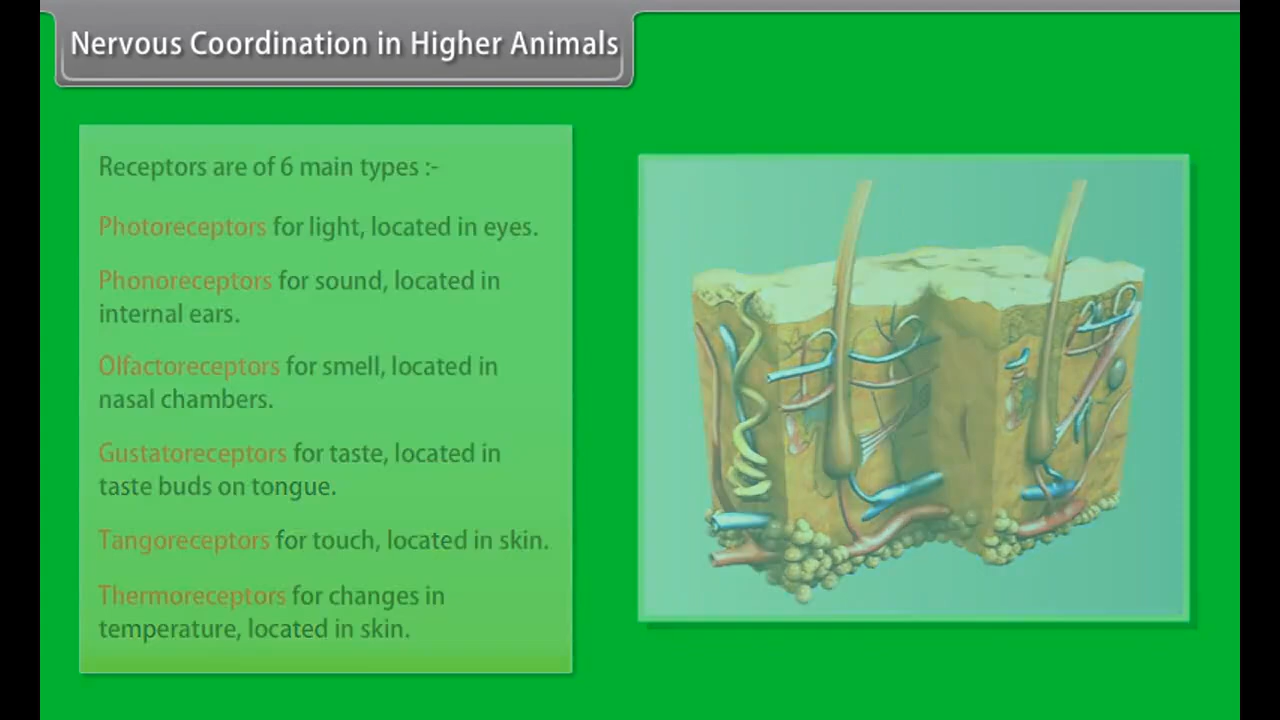 Nervous Coordination in Higher Animals
Receptors are of 6 main types :-
Photoreceptors for light, located in eyes.
Phonoreceptors for sound, located in
internal ears.
Olfactoreceptors for smell, located in
nasal chambers.
Gustatoreceptors for taste, located in
taste buds on tongue.
Tangoreceptors for touch, located in skin.
Thermoreceptors for changes in
temperature, located in skin.